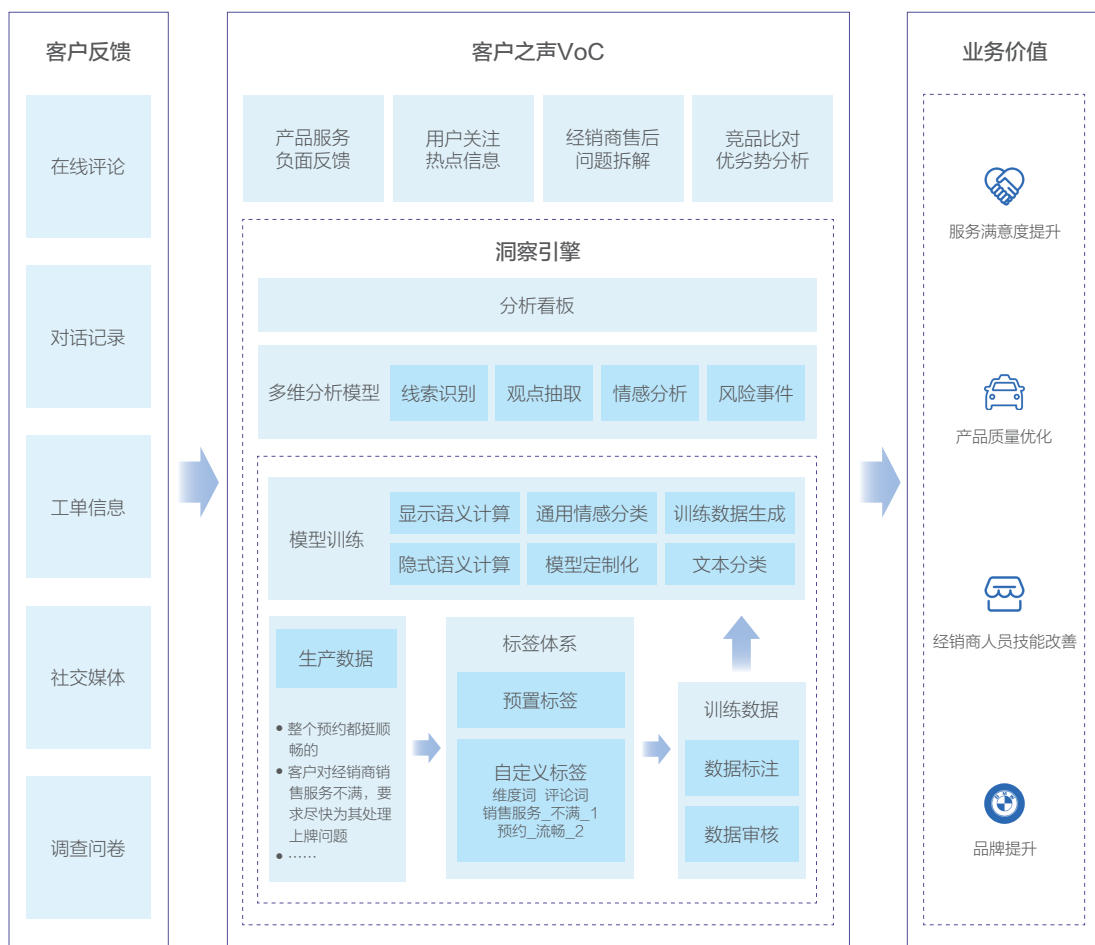 客户反馈
在线评论
对话记录
工单信息
社交媒体
调查问卷
客户之声VoC
产品服务
负面反馈
用户关注
热点信息
经销商售后
问题拆解
竞品比对
优劣势分析
洞察引擎
分析看板
多维分析模型
线索识别
观点抽取
情感分析
风险事件
模型训练
显示语义计算
通用情感分类
训练数据生成
隐式语义计算
模型定制化
文本分类
生产数据
• 整个预约都挺顺
畅的
• 客户对经销商销
售服务不满，要
求尽快为其处理
上牌问题
• ……
标签体系
预置标签
自定义标签
维度词 评论词
销售服务_不满_1
预约_流畅_2
训练数据
数据标注
数据审核
业务价值
服务满意度提升
产品质量优化
经销商人员技能改善
BMW
品牌提升